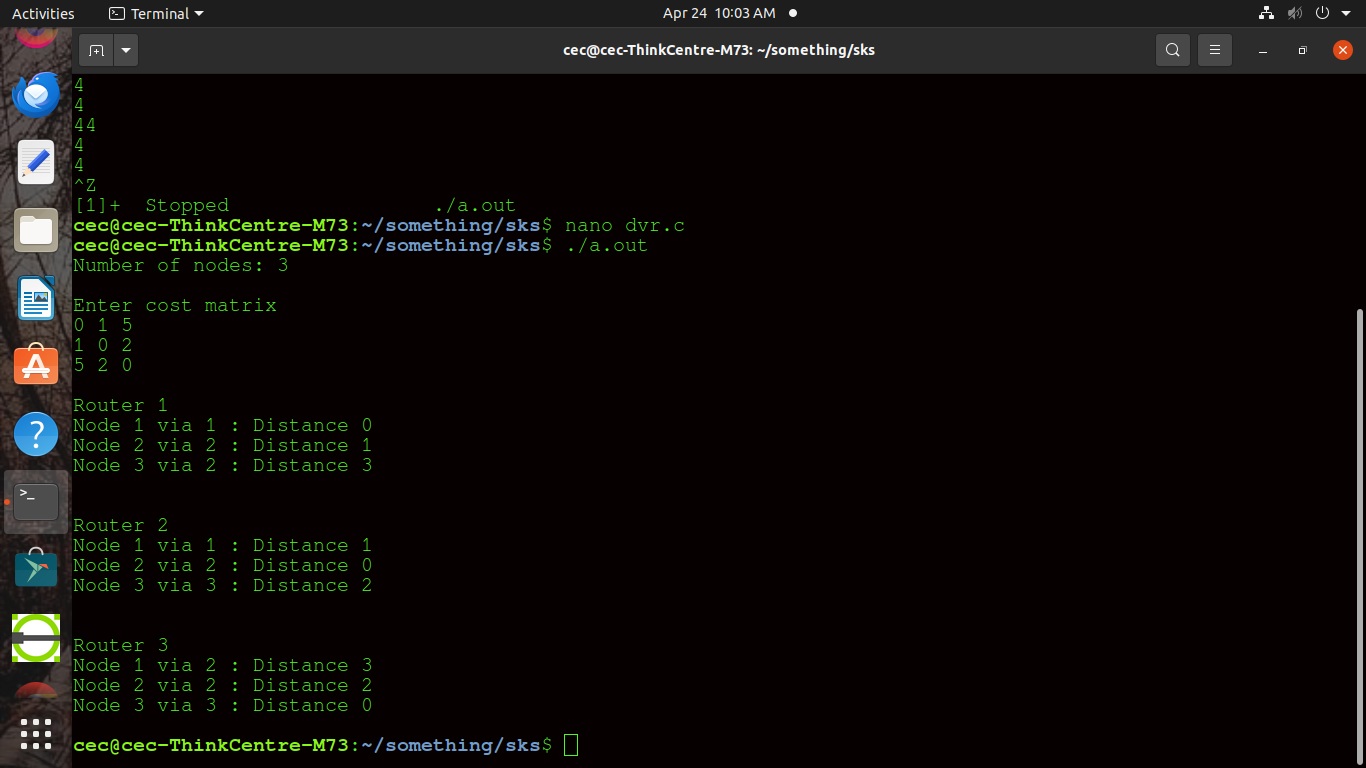 Activities
Terminal
Apr 24 10:03 AM
cec@cec-ThinkCentre-M73: ~/something/sks
4
4
44
4
4
^Z
[1]+  Stopped                 ./a.out
cec@cec-ThinkCentre-M73:~/something/sks$ nano dvr.c
cec@cec-ThinkCentre-M73:~/something/sks$ ./a.out
Number of nodes: 3
Enter cost matrix
0 1 5
1 0 2
5 2 0
Router 1
Node 1 via 1 : Distance 0
Node 2 via 2 : Distance 1
Node 3 via 2 : Distance 3
Router 2
Node 1 via 1 : Distance 1
Node 2 via 2 : Distance 0
Node 3 via 3 : Distance 2
Router 3
Node 1 via 2 : Distance 3
Node 2 via 2 : Distance 2
Node 3 via 3 : Distance 0
cec@cec-ThinkCentre-M73:~/something/sks$